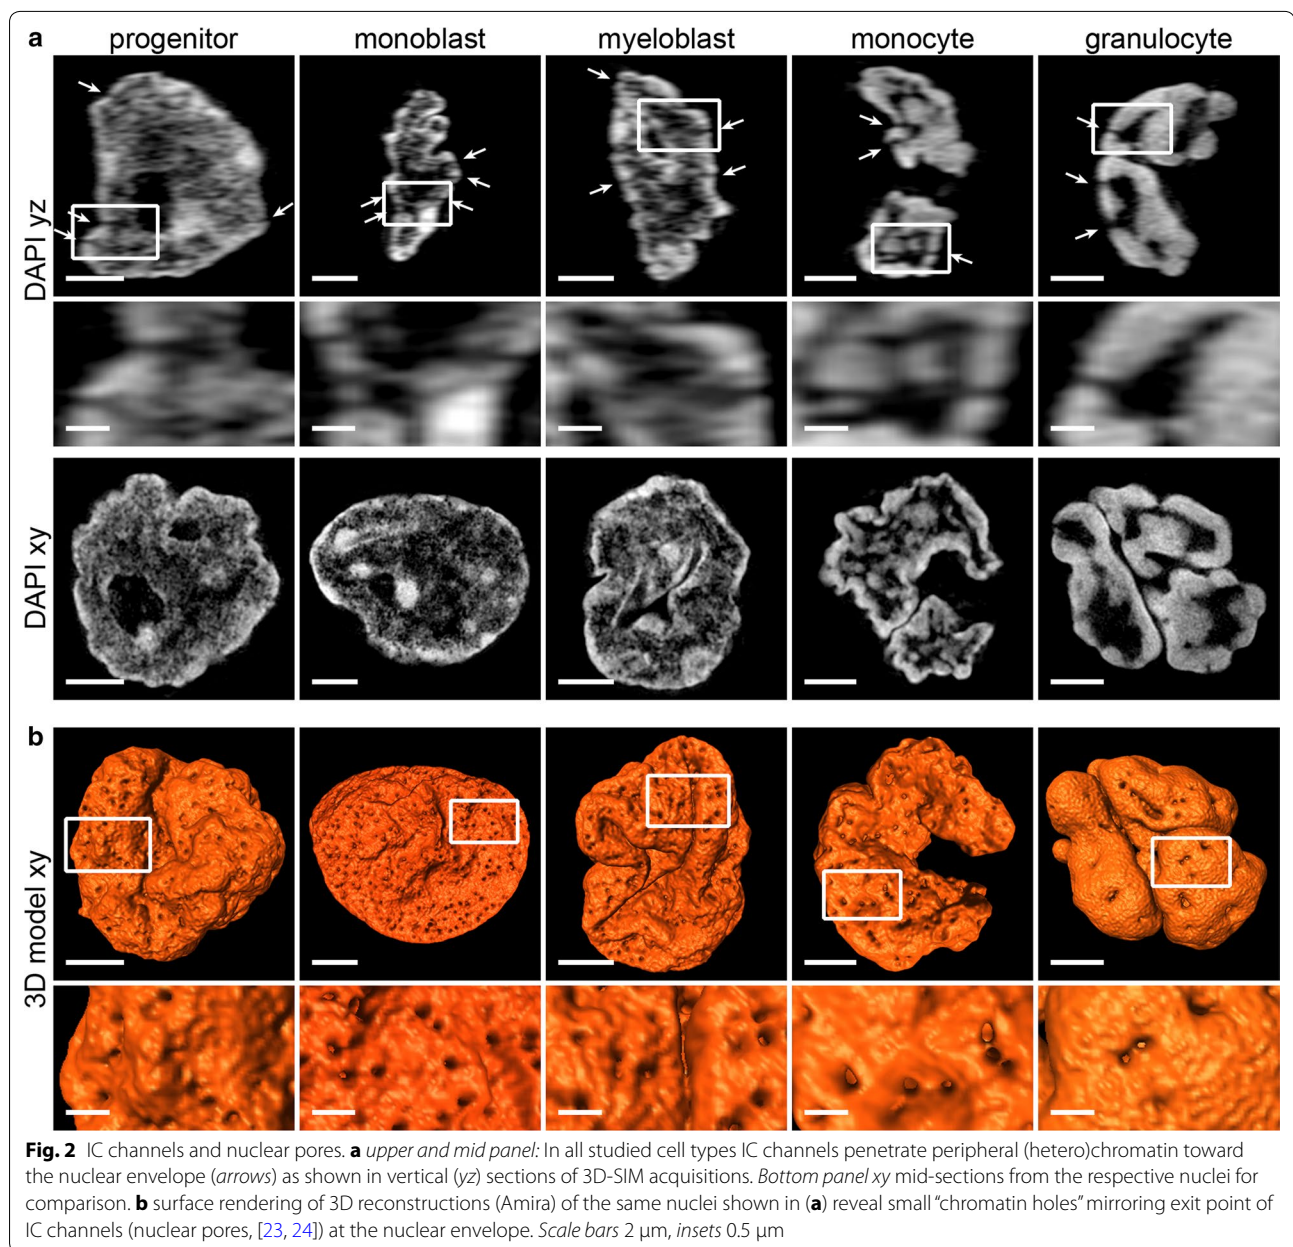 a
progenitor
monoblast
myeloblast
monocyte
granulocyte
DAPI yz
DAPI xy
b
3D model xy
Fig. 2 IC channels and nuclear pores. a upper and mid panel: In all studied cell types IC channels penetrate peripheral (hetero)chromatin toward
the nuclear envelope (arrows) as shown in vertical (yz) sections of 3D-SIM acquisitions. Bottom panel xy mid-sections from the respective nuclei for
comparison. b surface rendering of 3D reconstructions (Amira) of the same nuclei shown in (a) reveal small “chromatin holes” mirroring exit point of
IC channels (nuclear pores, [23, 24]) at the nuclear envelope. Scale bars 2 µm, insets 0.5 µm